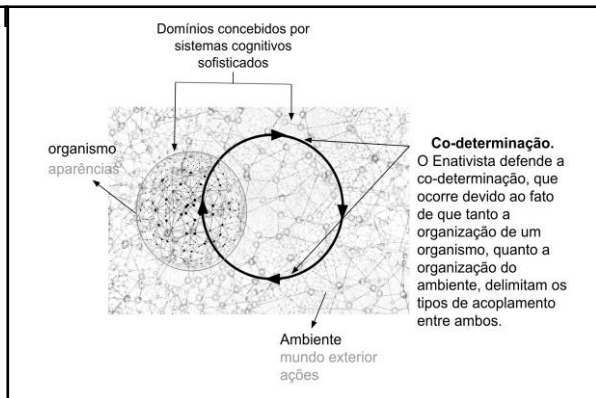 Domínios concebidos por
sistemas cognitivos
sofisticados
organismo
aparências
Co-determinação.
O Enativista defende a
co-determinação, que
ocorre devido ao fato
de que tanto a
organização de um
organismo, quanto a
organização do
ambiente, delimitam os
tipos de acoplamento
entre ambos.
Ambiente
mundo exterior
ações